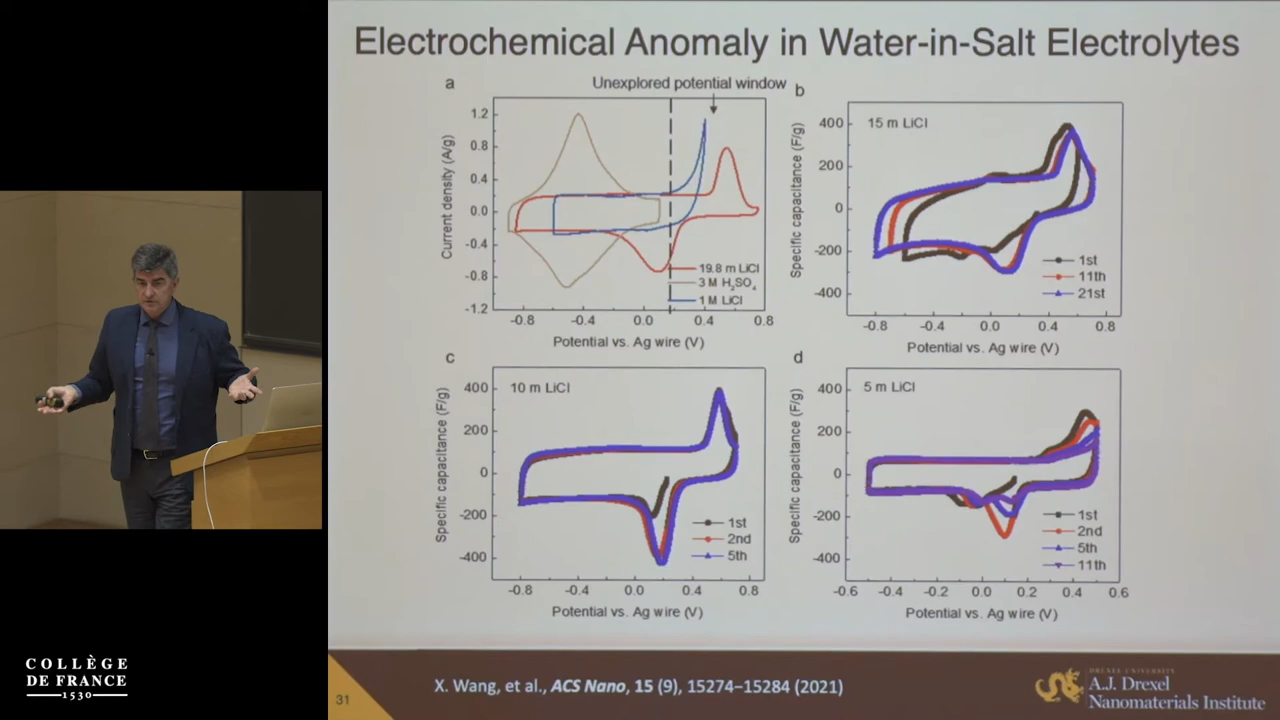 Electrochemical Anomaly in Water-in-Salt Electrolytes
a
Unexplored potential window
Current density (A/g)
1.2
0.8
0.4
0.0
-0.4
-0.8
-1.2
19.8 m LiCl
3 M H₂SO₄
1 M LiCl
-0.8 -0.4 0.0 0.4 0.8
Potential vs. Ag wire (V)
b
15 m LiCl
Specific capacitance (F/g)
400
200
0
-200
-400
1st
11th
21st
-0.8 -0.4 0.0 0.4 0.8
Potential vs. Ag wire (V)
c
10 m LiCl
Specific capacitance (F/g)
400
200
0
-200
-400
1st
2nd
5th
-0.8 -0.4 0.0 0.4 0.8
Potential vs. Ag wire (V)
d
5 m LiCl
Specific capacitance (F/g)
400
200
0
-200
-400
1st
2nd
5th
11th
-0.6 -0.4 -0.2 0.0 0.2 0.4 0.6
Potential vs. Ag wire (V)
31
X. Wang, et al., ACS Nano, 15 (9), 15274–15284 (2021)
DREXEL UNIVERSITY
A.J. Drexel
Nanomaterials Institute
COLLÈGE
DE FRANCE
1530